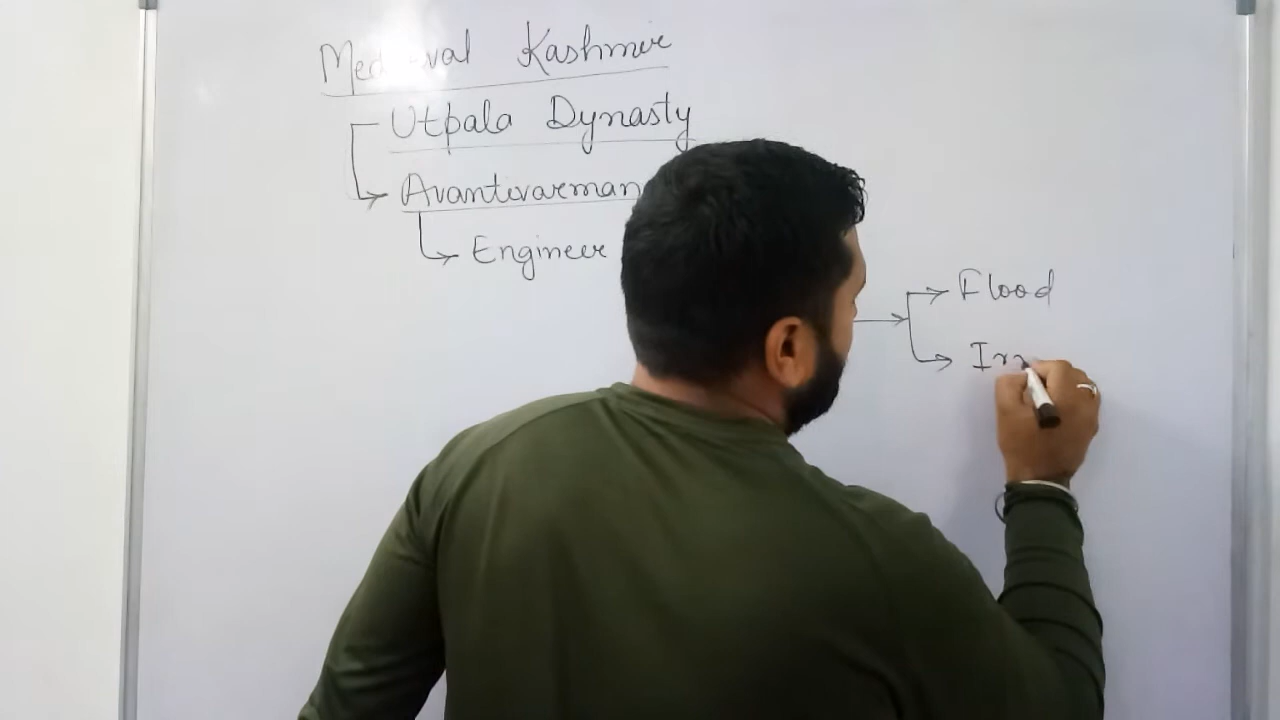 Medieval Kashmir
Utpala Dynasty
Avantivarman
Engineer
Flood
Irr